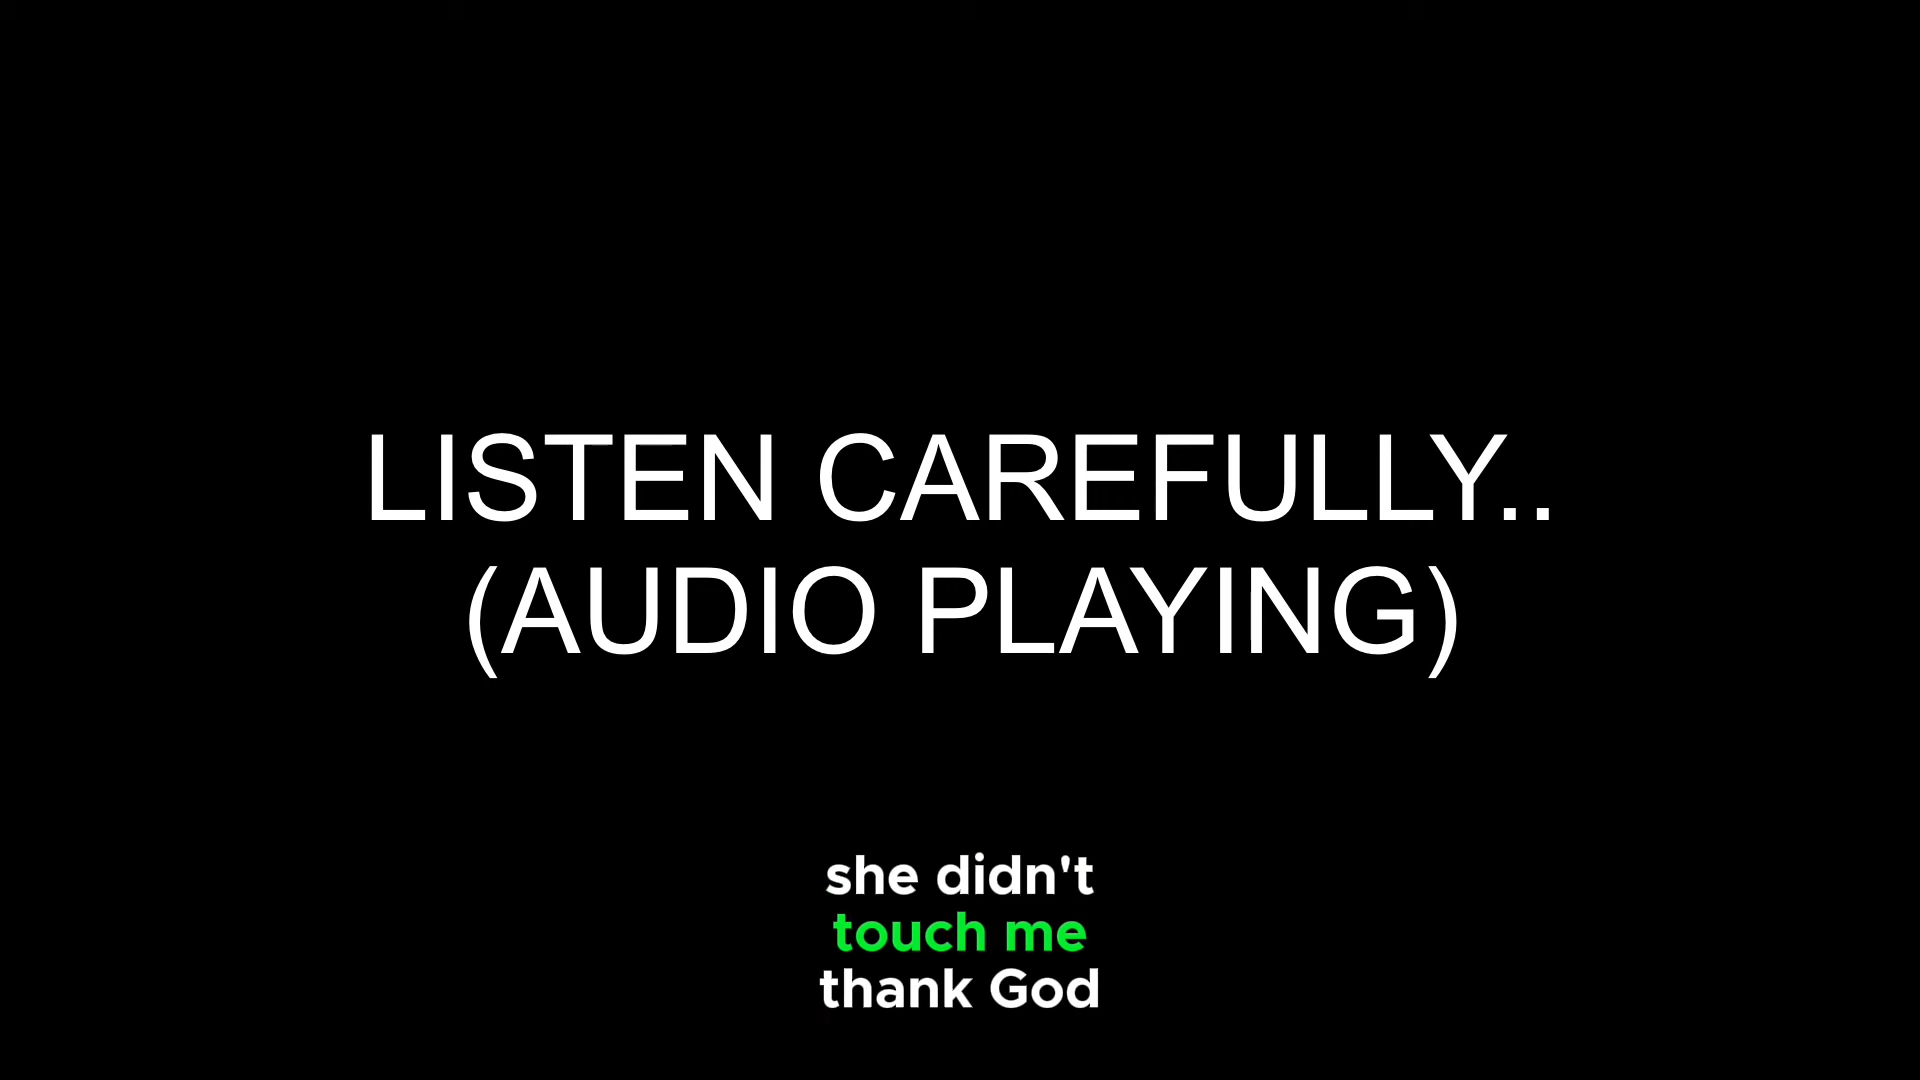 LISTEN CAREFULLY..
(AUDIO PLAYING)
she didn't
touch me
thank God